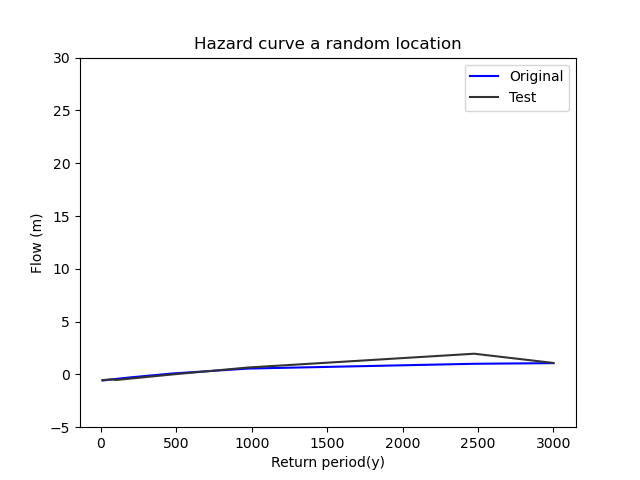 Hazard curve a random location
Original
Test
30
25
20
15
10
5
0
−5
Flow (m)
0 500 1000 1500 2000 2500 3000
Return period(y)